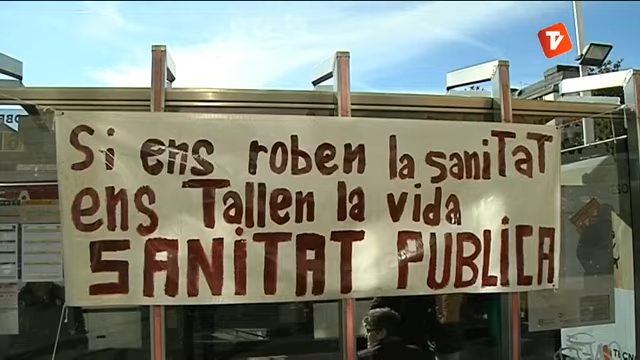 Si ens roben la saniTaT
ens Tallen la vida
SANiTAT PUBLiCA